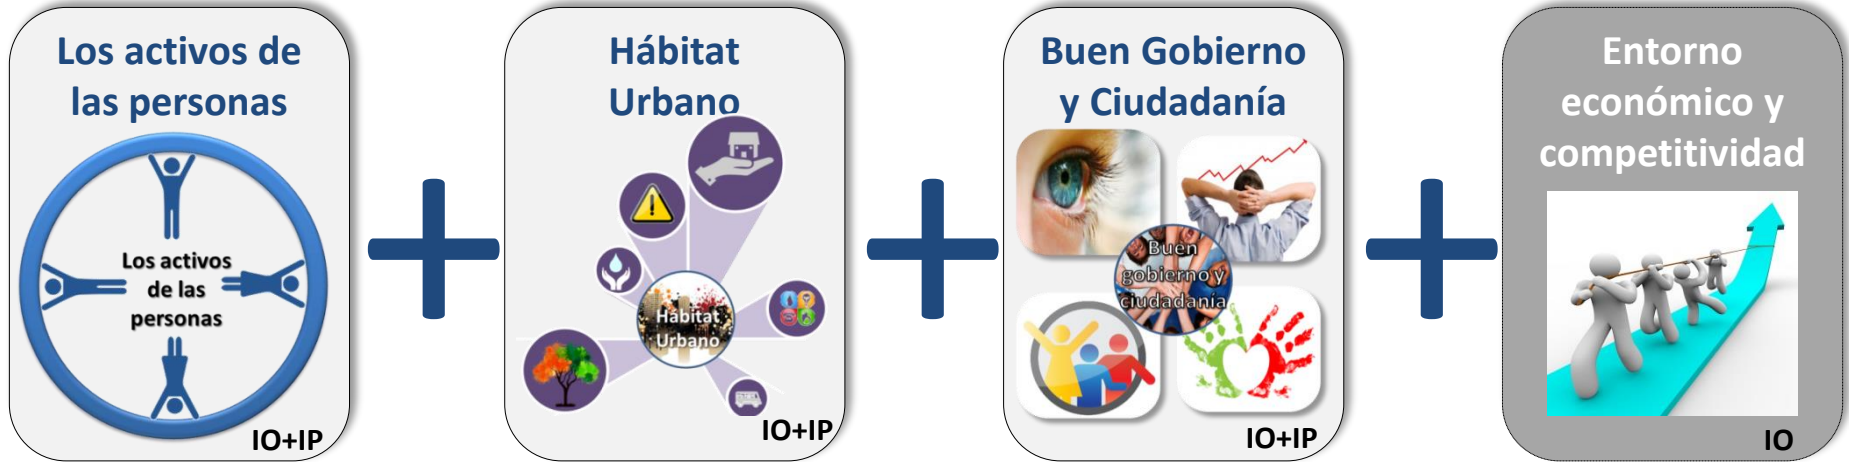 Los activos de
las personas
Los activos
de las
personas
IO+IP
Hábitat
Urbano
Hábitat
Urbano
IO+IP
Buen Gobierno
y Ciudadanía
Buen
gobierno y
ciudadanía
IO+IP
Entorno
económico y
competitividad
IO